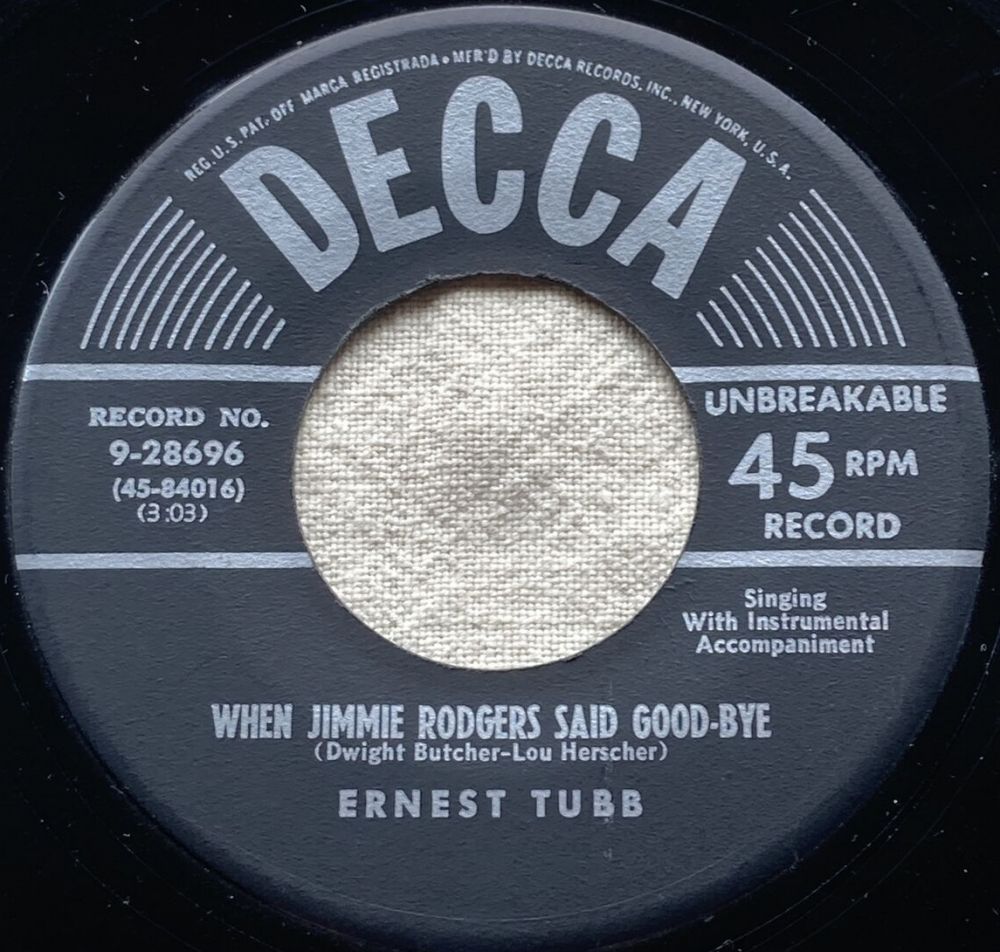 REG. U.S. PAT. OFF MARCA REGISTRADA • MFR'D BY DECCA RECORDS, INC., NEW YORK, U.S.A.
DECCA
RECORD NO.
9-28696
(45-84016)
(3:03)
UNBREAKABLE
45 RPM
RECORD
Singing
With Instrumental
Accompaniment
WHEN JIMMIE RODGERS SAID GOOD-BYE
(Dwight Butcher-Lou Herscher)
ERNEST TUBB